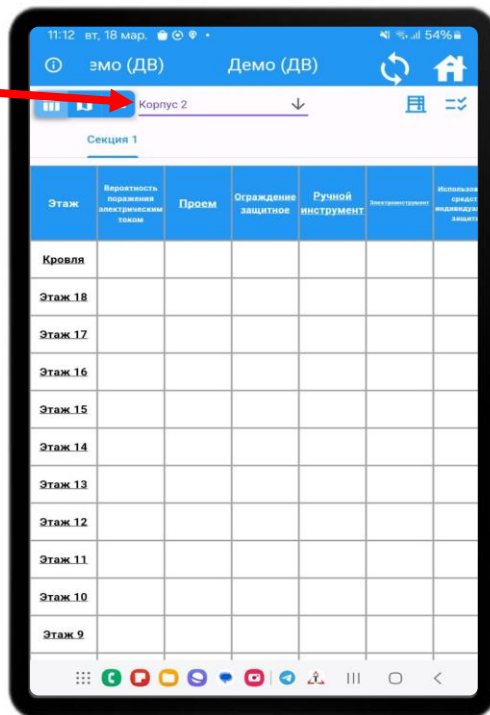 11:12 вт, 18 мар. 54%
эмо (ДВ) Демо (ДВ)
Корпус 2
Секция 1
Этаж
Вероятность
поражения
электрическим
током
Проем
Ограждение
защитное
Ручной
инструмент
Электроинструмент
Использов
средст
индивидуа
защит
Кровля
Этаж 18
Этаж 17
Этаж 16
Этаж 15
Этаж 14
Этаж 13
Этаж 12
Этаж 11
Этаж 10
Этаж 9